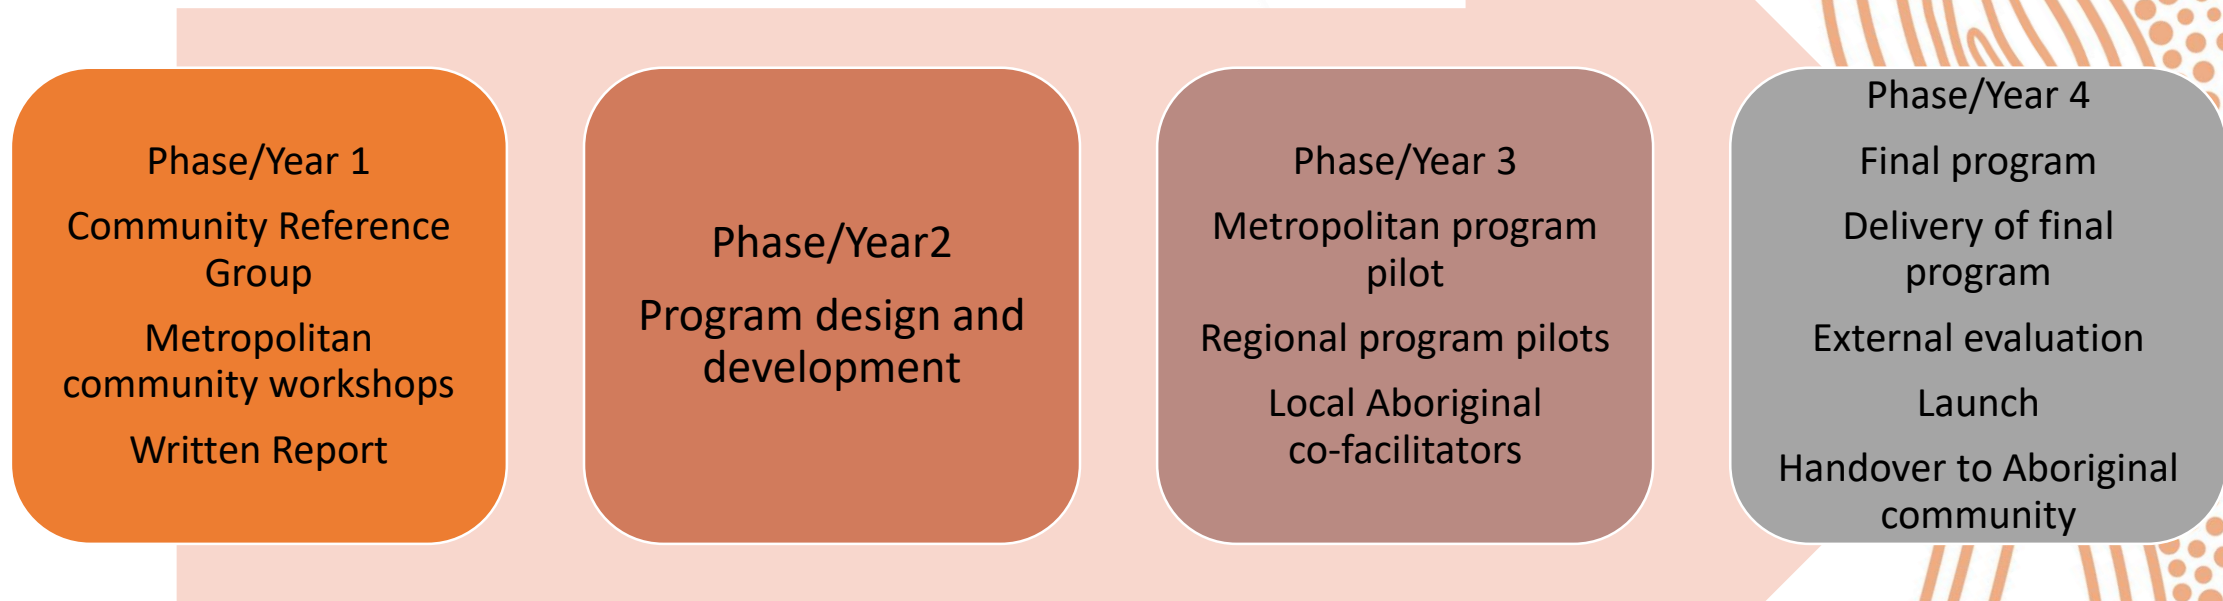 Phase/Year 1
Community Reference
Group
Metropolitan
community workshops
Written Report
Phase/Year2
Program design and
development
Phase/Year 3
Metropolitan program
pilot
Regional program pilots
Local Aboriginal
co-facilitators
Phase/Year 4
Final program
Delivery of final
program
External evaluation
Launch
Handover to Aboriginal
community